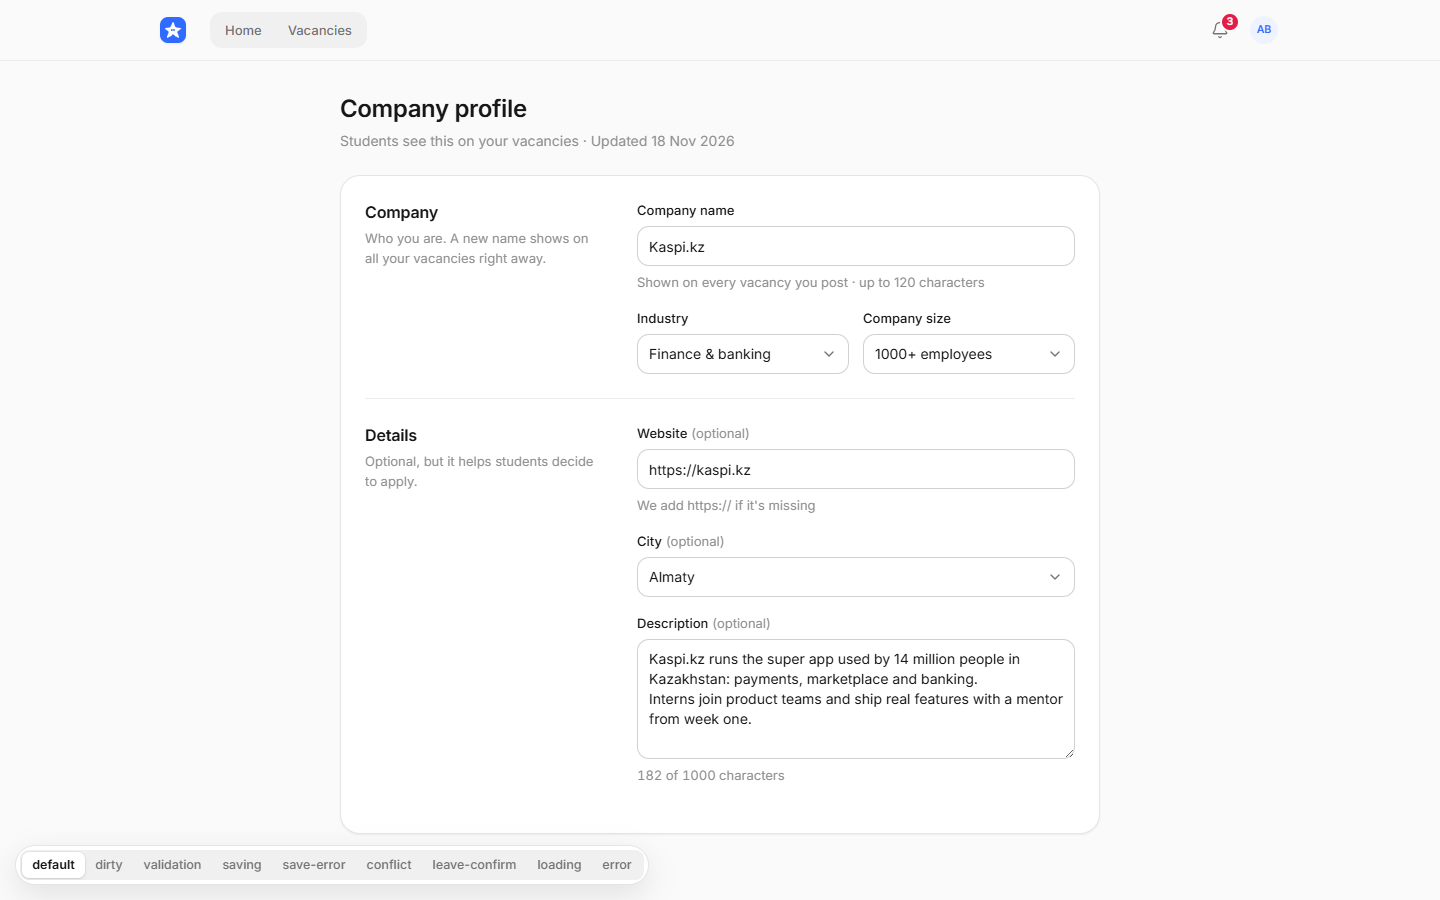 Home
Vacancies
3
AB
Company profile
Students see this on your vacancies · Updated 18 Nov 2026
Company
Who you are. A new name shows on
all your vacancies right away.
Company name
Kaspi.kz
Shown on every vacancy you post · up to 120 characters
Industry
Company size
Finance & banking
1000+ employees
Details
Optional, but it helps students decide
to apply.
Website (optional)
https://kaspi.kz
We add https:// if it's missing
City (optional)
Almaty
Description (optional)
Kaspi.kz runs the super app used by 14 million people in
Kazakhstan: payments, marketplace and banking.
Interns join product teams and ship real features with a mentor
from week one.
182 of 1000 characters
default
dirty
validation
saving
save-error
conflict
leave-confirm
loading
error